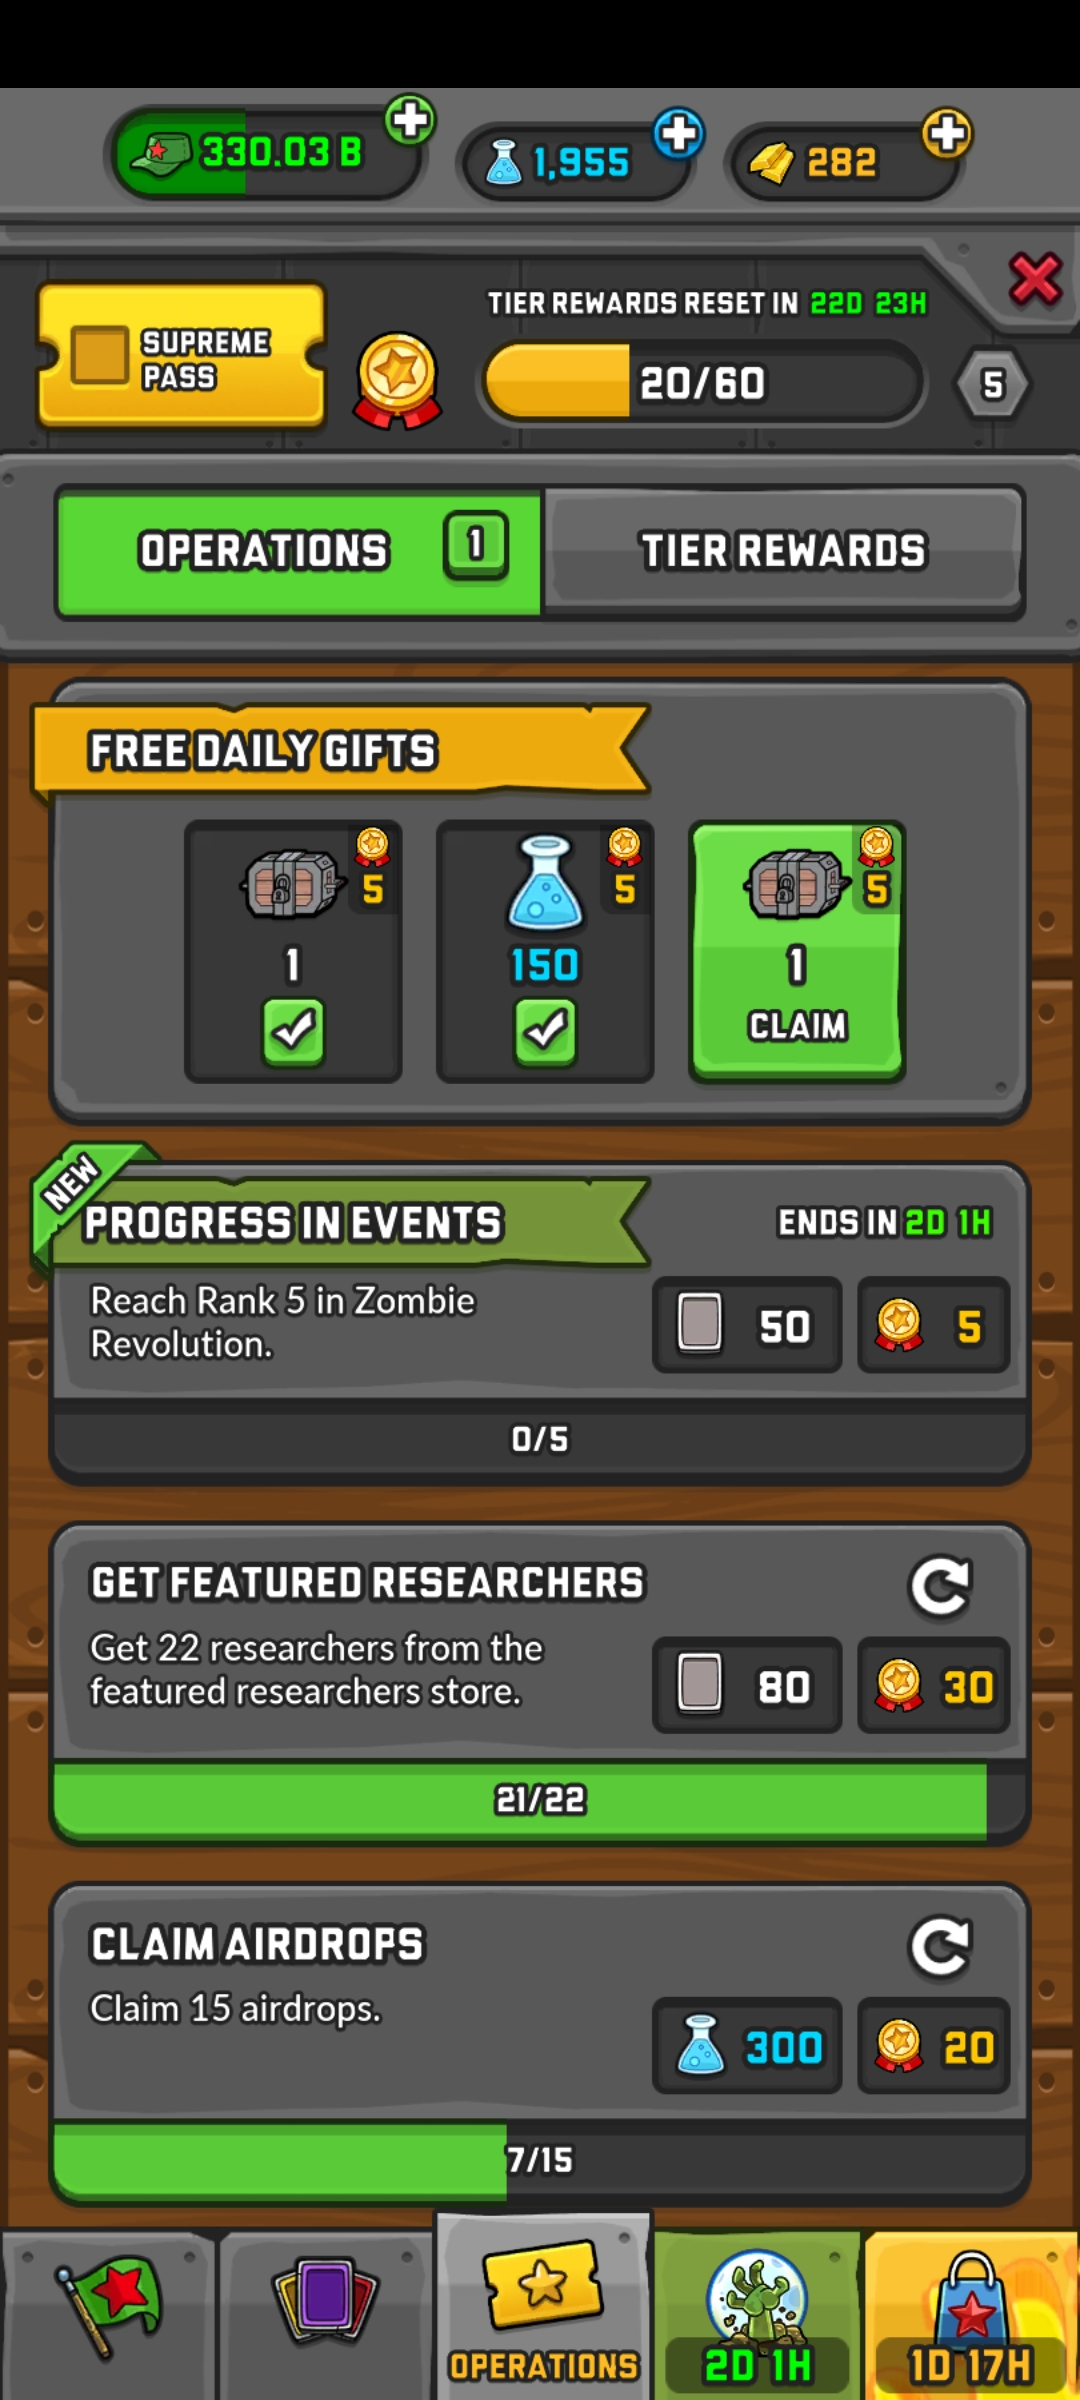 330.03 B
1,955
282
TIER REWARDS RESET IN 22D 23H
SUPREME
PASS
20/60
5
OPERATIONS 1
TIER REWARDS
FREE DAILY GIFTS
5
5
5
1
150
1
CLAIM
NEW
PROGRESS IN EVENTS
ENDS IN 2D 1H
Reach Rank 5 in Zombie
Revolution.
50
5
0/5
GET FEATURED RESEARCHERS
Get 22 researchers from the
featured researchers store.
80
30
21/22
CLAIM AIRDROPS
Claim 15 airdrops.
300
20
7/15
OPERATIONS
2D 1H
1D 17H